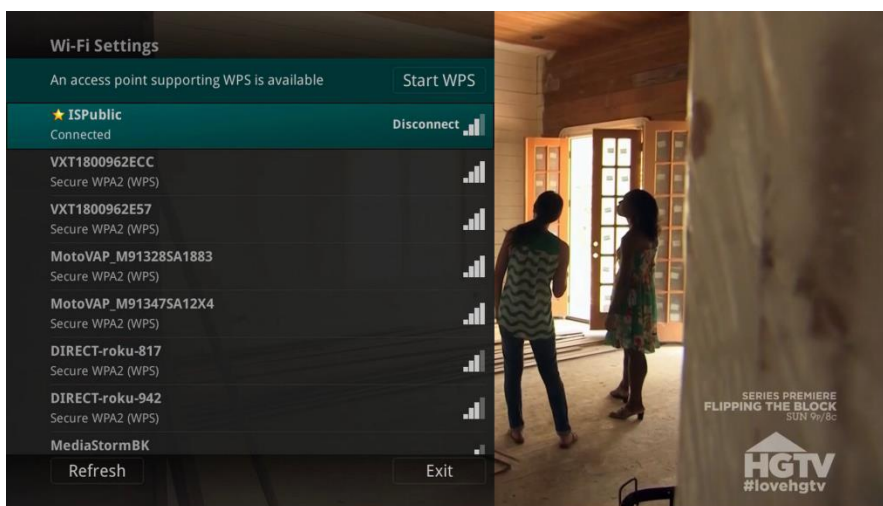 Wi-Fi Settings
An access point supporting WPS is available
Start WPS
ISPublic
Connected
Disconnect
VXT1800962ECC
Secure WPA2 (WPS)
VXT1800962E57
Secure WPA2 (WPS)
MotoVAP_M91328SA1883
Secure WPA2 (WPS)
MotoVAP_M91347SA12X4
Secure WPA2 (WPS)
DIRECT-roku-817
Secure WPA2 (WPS)
DIRECT-roku-942
Secure WPA2 (WPS)
MediaStormBK
Refresh
Exit
SERIES PREMIERE
FLIPPING THE BLOCK
SUN 9P/8c
HGTV
#lovehgtv